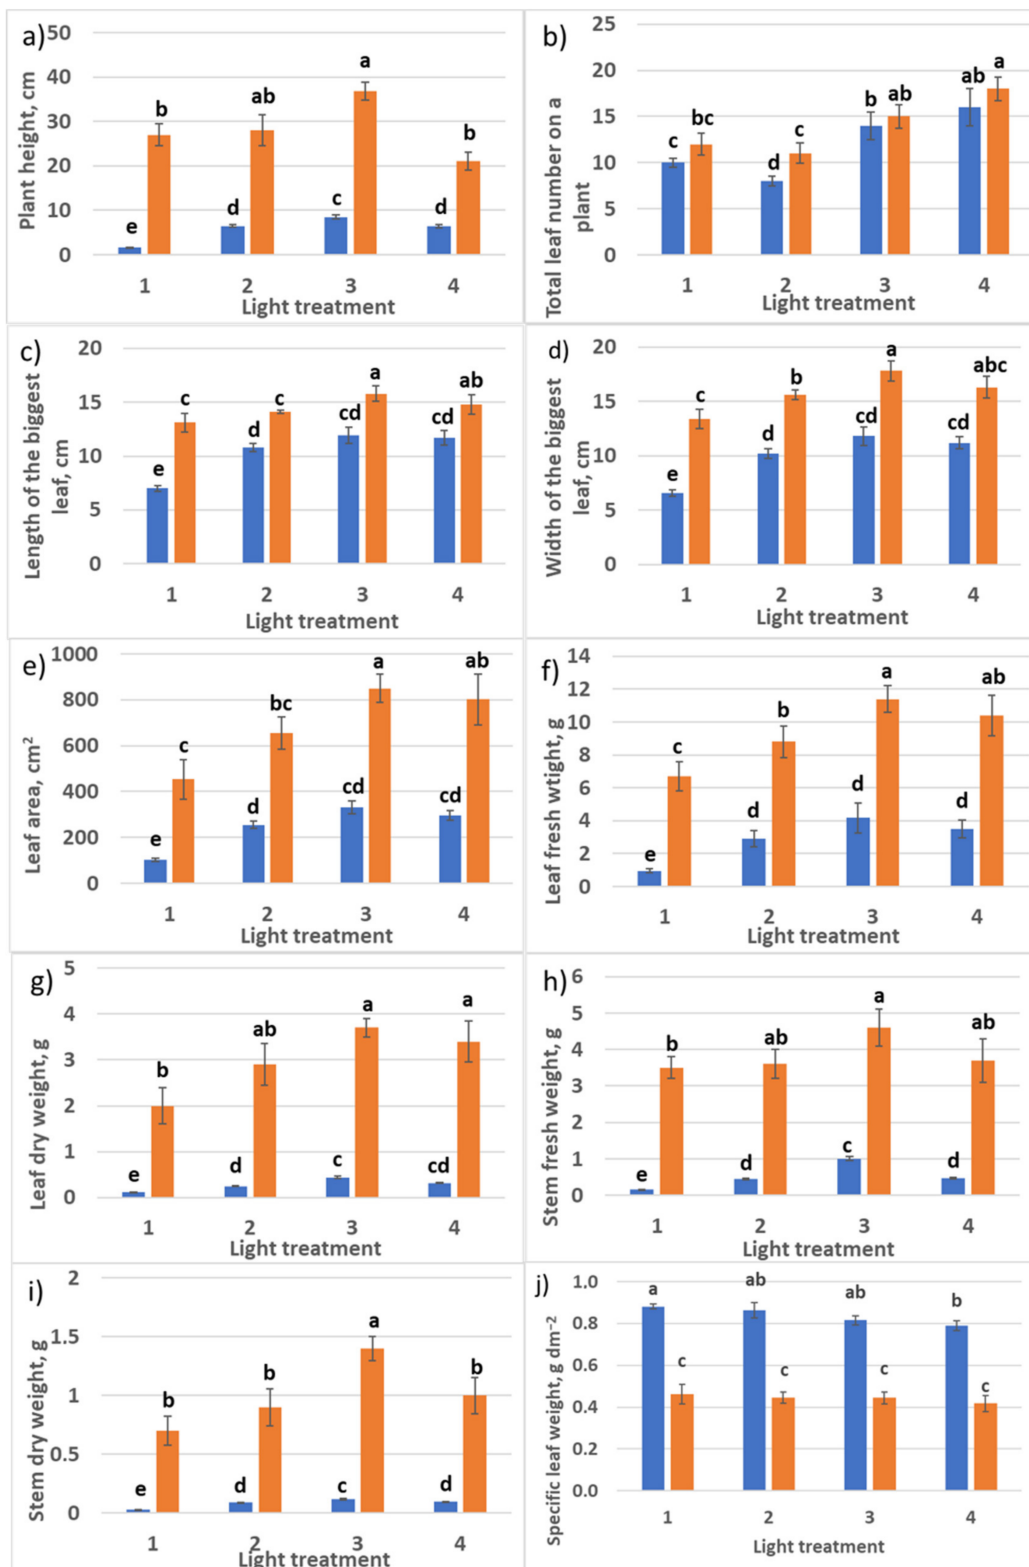 a)
Plant height, cm
50
40
30
20
10
0
e b d ab c a d b
1 2 3 4
Light treatment
b)
Total leaf number on a
plant
25
20
15
10
5
0
c bc d c b ab ab a
1 2 3 4
Light treatment
c)
Length of the biggest
leaf, cm
20
15
10
5
0
e c d c cd a cd ab
1 2 3 4
Light treatment
d)
Width of the biggest
leaf, cm
20
15
10
5
0
e c d b cd a cd abc
1 2 3 4
Light treatment
e)
Leaf area, cm²
1000
800
600
400
200
0
e c d bc cd a cd ab
1 2 3 4
Light treatment
f)
Leaf fresh wtight, g
14
12
10
8
6
4
2
0
e c d b d a d ab
1 2 3 4
Light treatment
g)
Leaf dry weight, g
5
4
3
2
1
0
e b d ab c a cd a
1 2 3 4
Light treatment
h)
Stem fresh weight, g
6
5
4
3
2
1
0
e b d ab c a d ab
1 2 3 4
Light treatment
i)
Stem dry weight, g
2
1.5
1
0.5
0
e b d b c a d b
1 2 3 4
Light treatment
j)
Specific leaf weight, g dm⁻²
1.0
0.8
0.6
0.4
0.2
0.0
a c ab c ab c b c
1 2 3 4
Light treatment